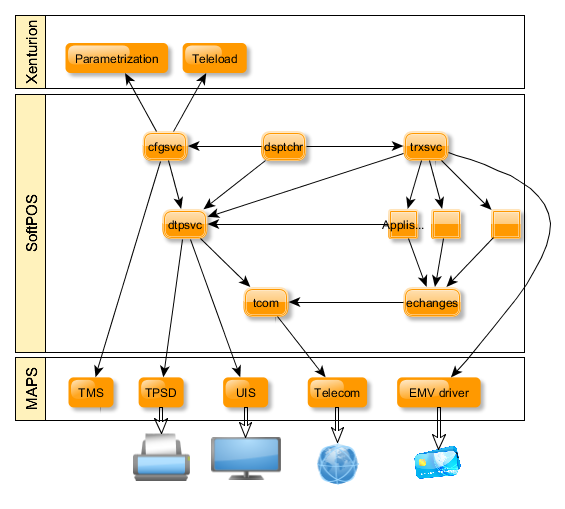 Xenturion
Parametrization
Teleload
SoftPOS
cfgsvc
dsptchr
trxsvc
dtpsvc
Applis...
tcom
echanges
MAPS
TMS
TPSD
UIS
Telecom
EMV driver